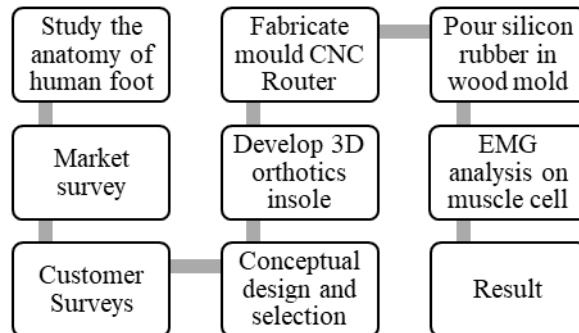 Study the
anatomy of
human foot
Market
survey
Customer
Surveys
Conceptual
design and
selection
Develop 3D
orthotics
insole
Fabricate
mould CNC
Router
Pour silicon
rubber in
wood mold
EMG
analysis on
muscle cell
Result